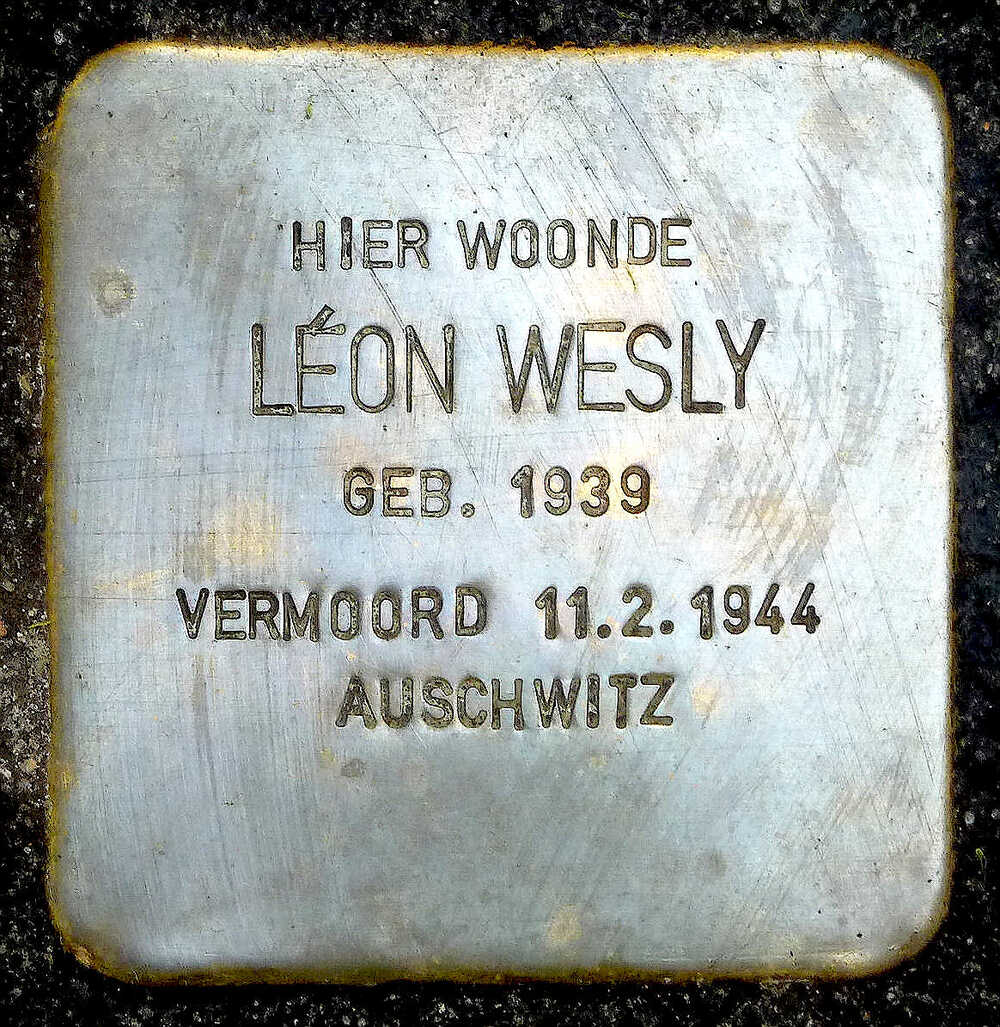 HIER WOONDE
LÉON WESLY
GEB. 1939
VERMOORD 11.2.1944
AUSCHWITZ